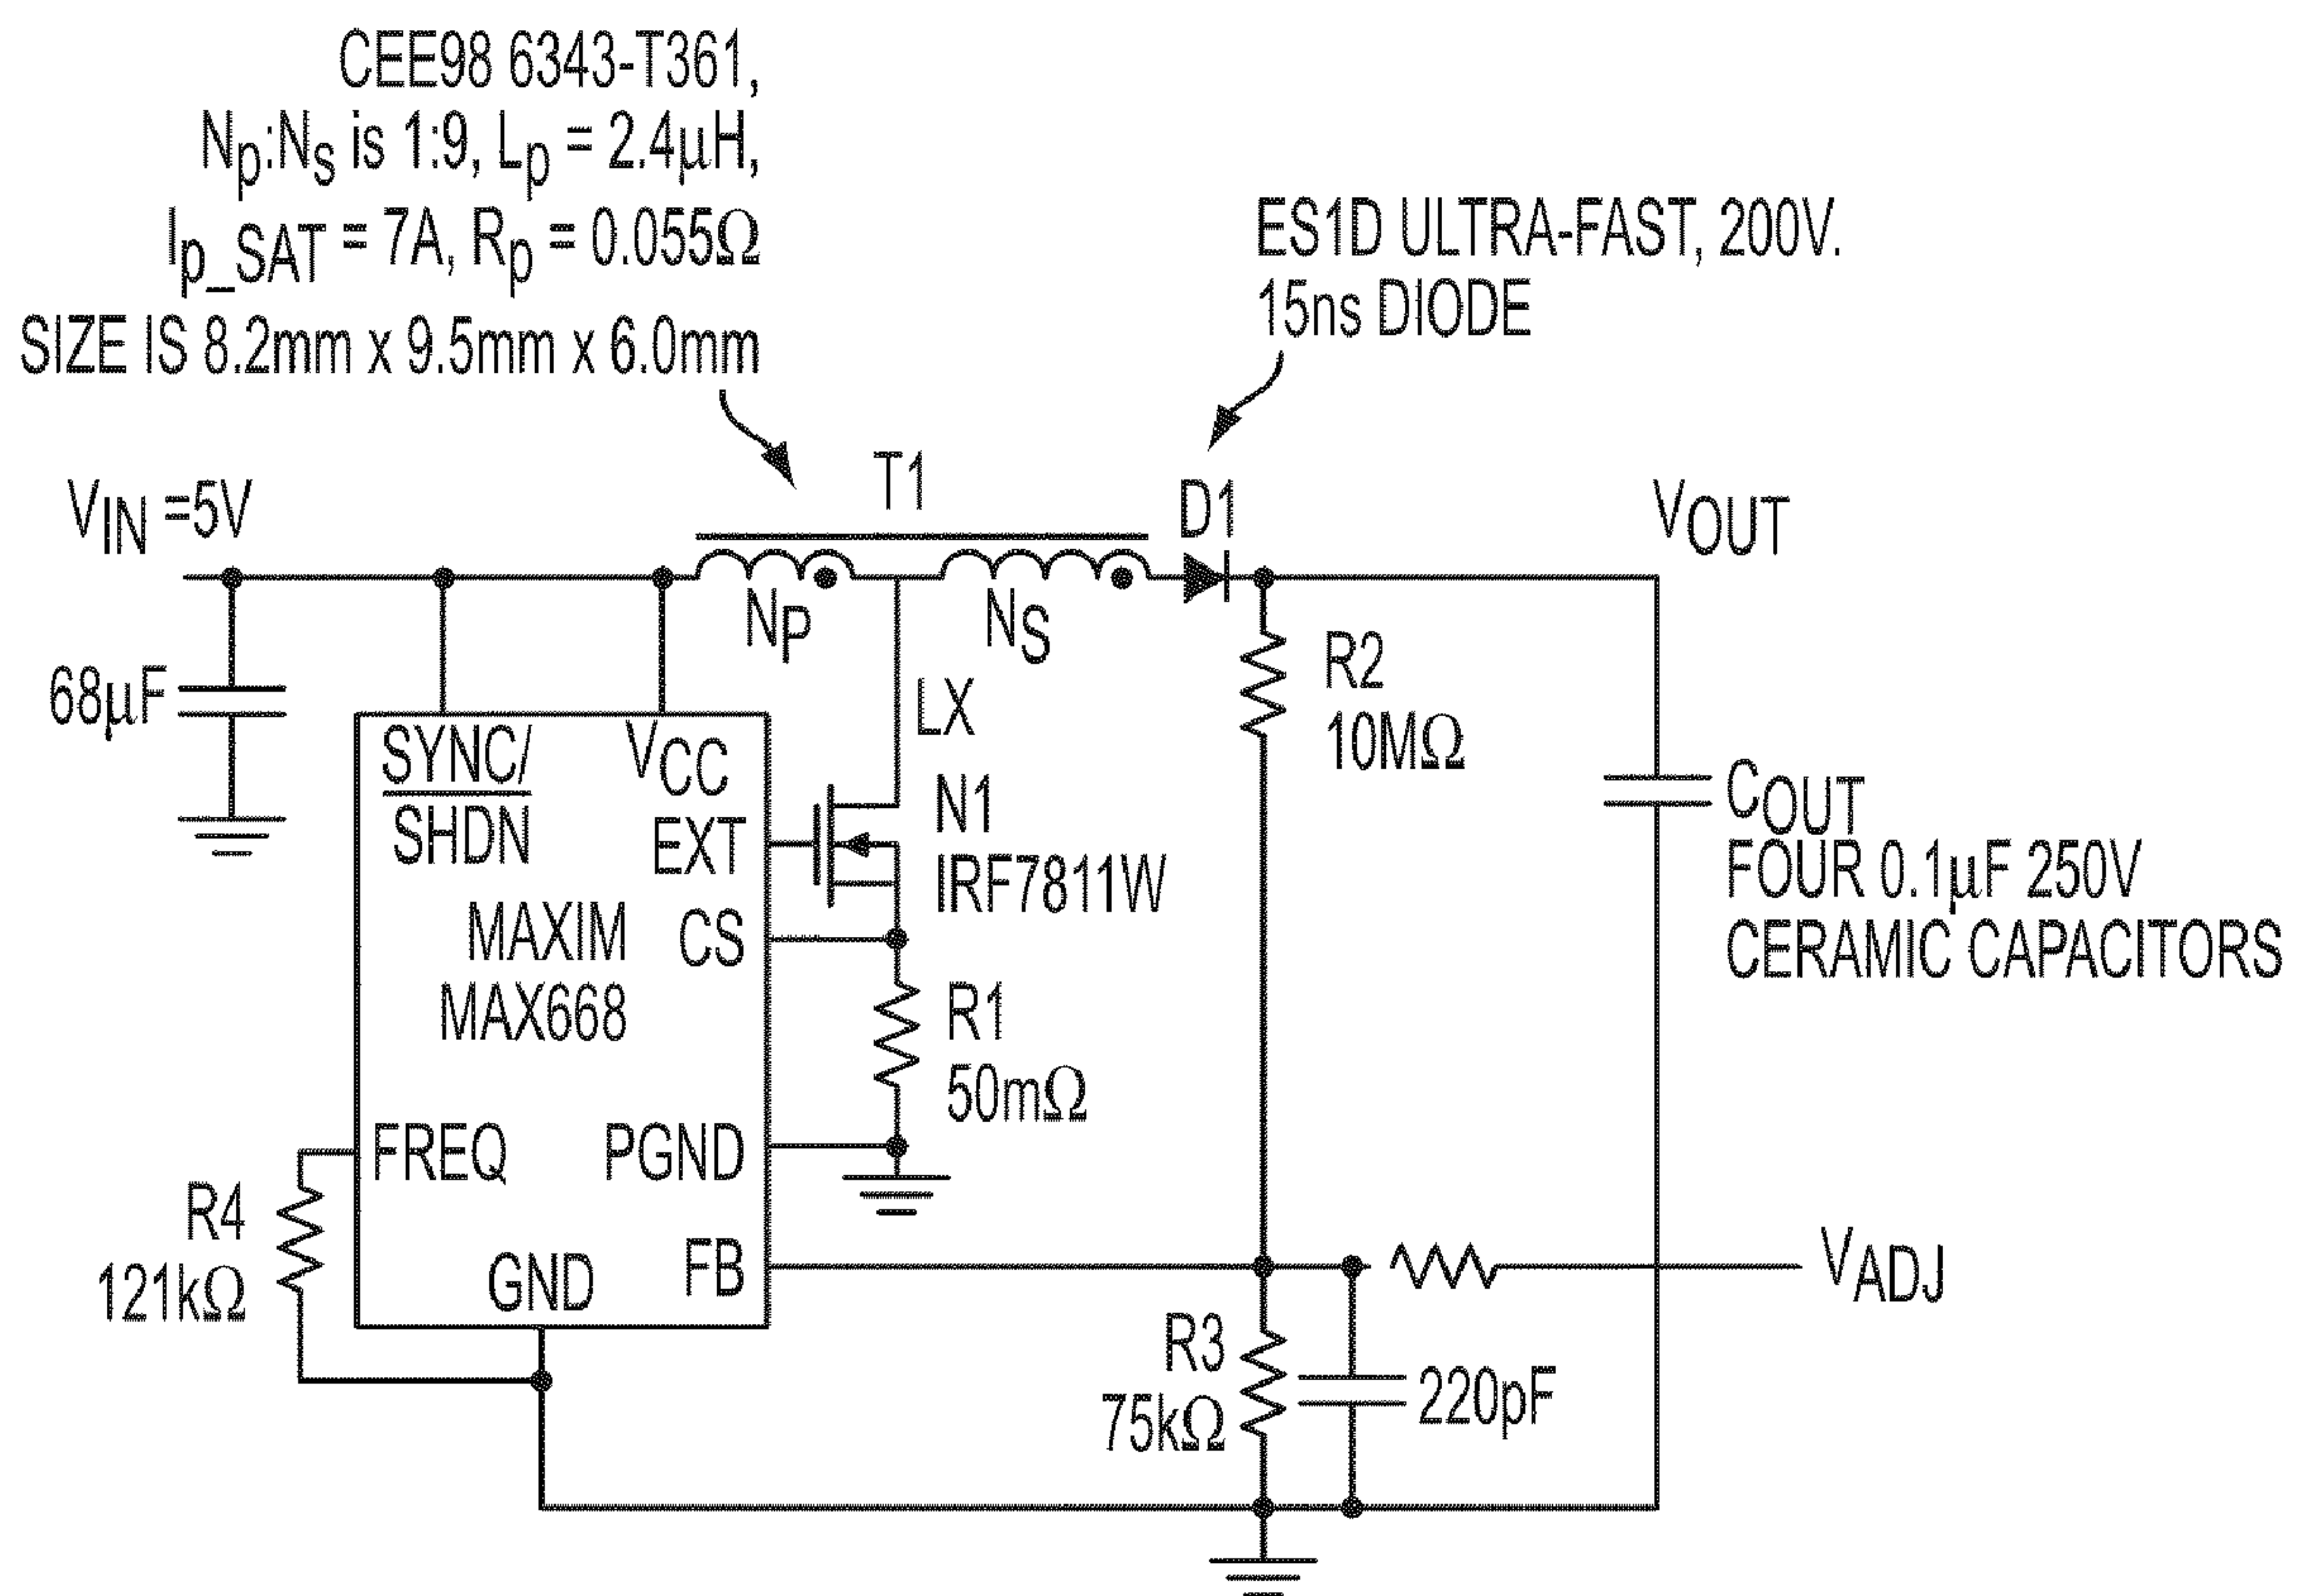 CEE98 6343-T361,
Np:Ns is 1:9, Lp = 2.4μH,
Ip_SAT = 7A, Rp = 0.055Ω
SIZE IS 8.2mm x 9.5mm x 6.0mm
ES1D ULTRA-FAST, 200V.
15ns DIODE
VIN =5V
T1
D1
VOUT
NP
NS
68μF
LX
R2
10MΩ
SYNC/
SHDN
VCC
EXT
N1
IRF7811W
COUT
FOUR 0.1μF 250V
CERAMIC CAPACITORS
MAXIM
MAX668
CS
R1
50mΩ
FREQ
PGND
R4
121kΩ
GND
FB
VADJ
R3
75kΩ
220pF